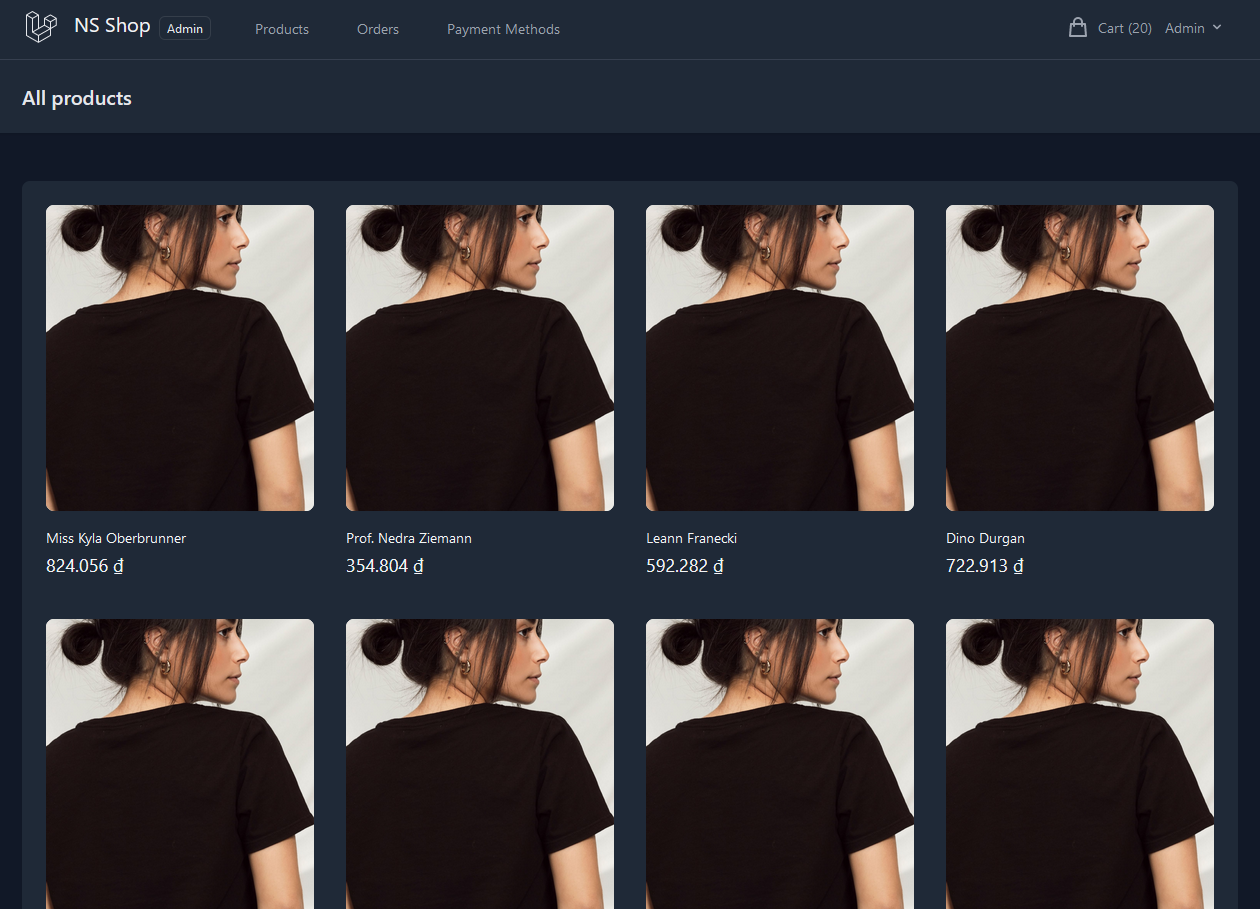 NS Shop Admin Products Orders Payment Methods Cart (20) Admin
All products
Miss Kyla Oberbrunner Prof. Nedra Ziemann Leann Franecki Dino Durgan
824.056 ₫ 354.804 ₫ 592.282 ₫ 722.913 ₫